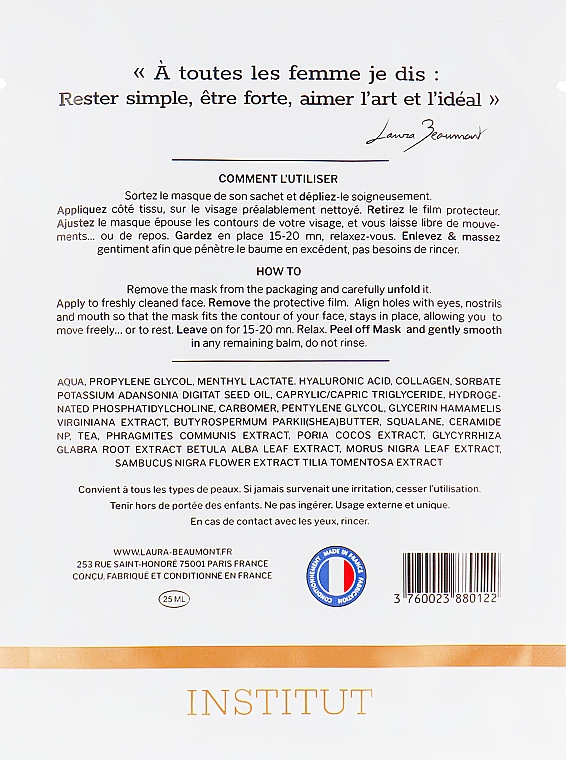 « À toutes les femme je dis :
Rester simple, être forte, aimer l'art et l'idéal »
Laura Beaumont
COMMENT L'UTILISER
Sortez le masque de son sachet et dépliez-le soigneusement.
Appliquez côté tissu, sur le visage préalablement nettoyé. Retirez le film protecteur.
Ajustez le masque épouse les contours de votre visage, et vous laisse libre de mouve-
ments... ou de repos. Gardez en place 15-20 mn, relaxez-vous. Enlevez & massez
gentiment afin que pénètre le baume en excédent, pas besoins de rincer.
HOW TO
Remove the mask from the packaging and carefully unfold it.
Apply to freshly cleaned face. Remove the protective film. Align holes with eyes, nostrils
and mouth so that the mask fits the contour of your face, stays in place, allowing you to
move freely... or to rest. Leave on for 15-20 mn. Relax. Peel off Mask and gently smooth
in any remaining balm, do not rinse.
AQUA, PROPYLENE GLYCOL, MENTHYL LACTATE, HYALURONIC ACID, COLLAGEN, SORBATE
POTASSIUM ADANSONIA DIGITAT SEED OIL, CAPRYLIC/CAPRIC TRIGLYCERIDE, HYDROGE-
NATED PHOSPHATIDYLCHOLINE, CARBOMER, PENTYLENE GLYCOL, GLYCERIN HAMAMELIS
VIRGINIANA EXTRACT, BUTYROSPERMUM PARKII(SHEA)BUTTER, SQUALANE, CERAMIDE
NP, TEA, PHRAGMITES COMMUNIS EXTRACT, PORIA COCOS EXTRACT, GLYCYRRHIZA
GLABRA ROOT EXTRACT BETULA ALBA LEAF EXTRACT, MORUS NIGRA LEAF EXTRACT,
SAMBUCUS NIGRA FLOWER EXTRACT TILIA TOMENTOSA EXTRACT
Convient à tous les types de peaux. Si jamais survenait une irritation, cesser l'utilisation.
Tenir hors de portée des enfants. Ne pas ingérer. Usage externe et unique.
En cas de contact avec les yeux, rincer.
WWW.LAURA-BEAUMONT.FR
253 RUE SAINT-HONORÉ 75001 PARIS FRANCE
CONÇU, FABRIQUÉ ET CONDITIONNÉ EN FRANCE
25 ML
MADE IN FRANCE
FABRICATION
CONDITIONNEMENT
3 760023 880122
INSTITUT